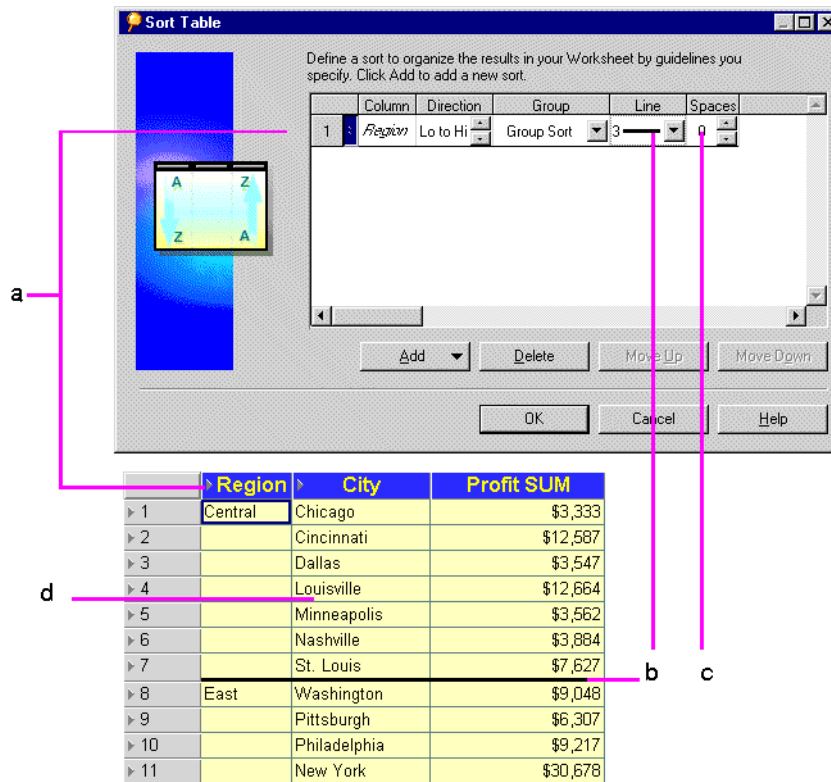 Sort Table
Define a sort to organize the results in your Worksheet by guidelines you
specify. Click Add to add a new sort.
Column Direction Group Line Spaces
1 Region Lo to Hi Group Sort 3 0
A Z
Z A
a
Add Delete Move Up Move Down
OK Cancel Help
Region City Profit SUM
1 Central Chicago $3,333
2 Cincinnati $12,587
3 Dallas $3,547
4 Louisville $12,664
d
5 Minneapolis $3,562
6 Nashville $3,884
7 St. Louis $7,627
b c
8 East Washington $9,048
9 Pittsburgh $6,307
10 Philadelphia $9,217
11 New York $30,678